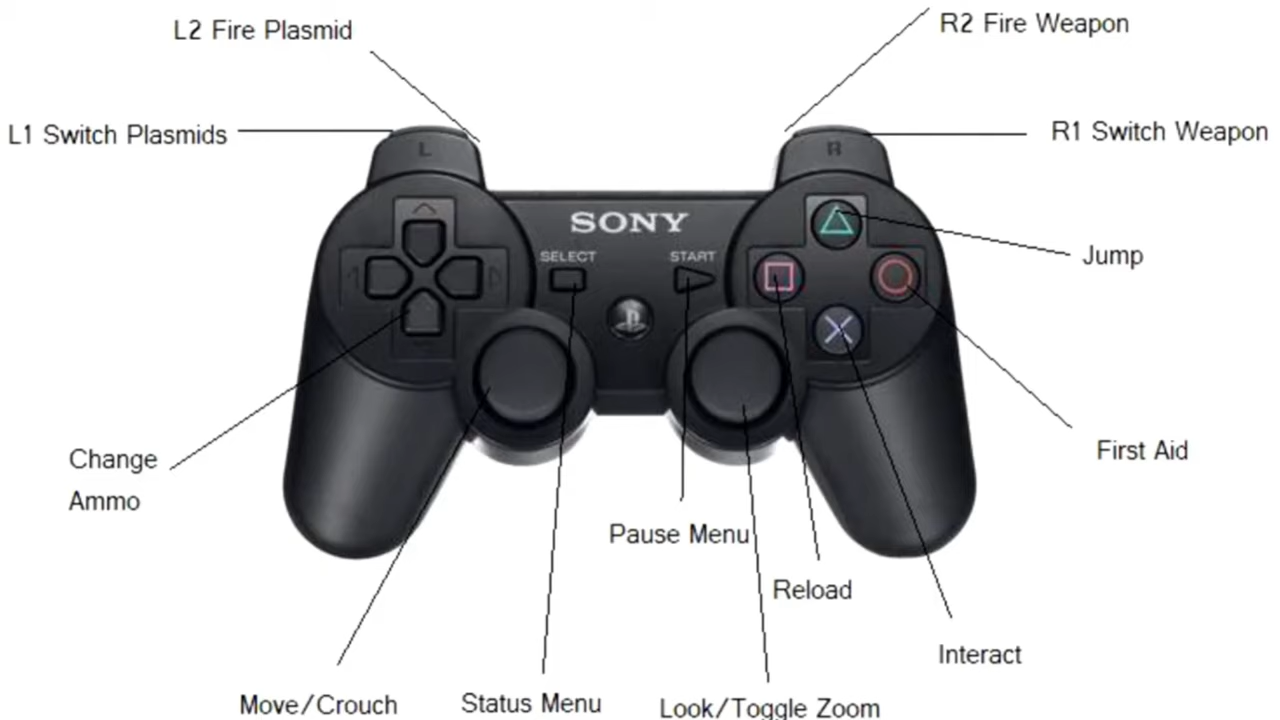 L2 Fire Plasmid
R2 Fire Weapon
L1 Switch Plasmids
R1 Switch Weapon
L
R
SONY
SELECT
START
Jump
Change
Ammo
First Aid
Pause Menu
Reload
Interact
Move/Crouch
Status Menu
Look/Toggle Zoom